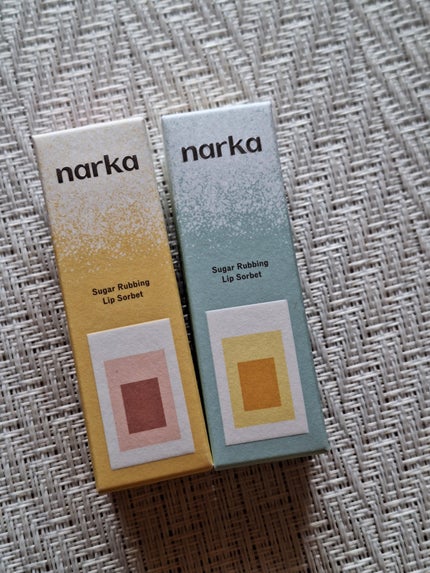 narka
Sugar Rubbing
Lip Sorbet
narka
Sugar Rubbing
Lip Sorbet